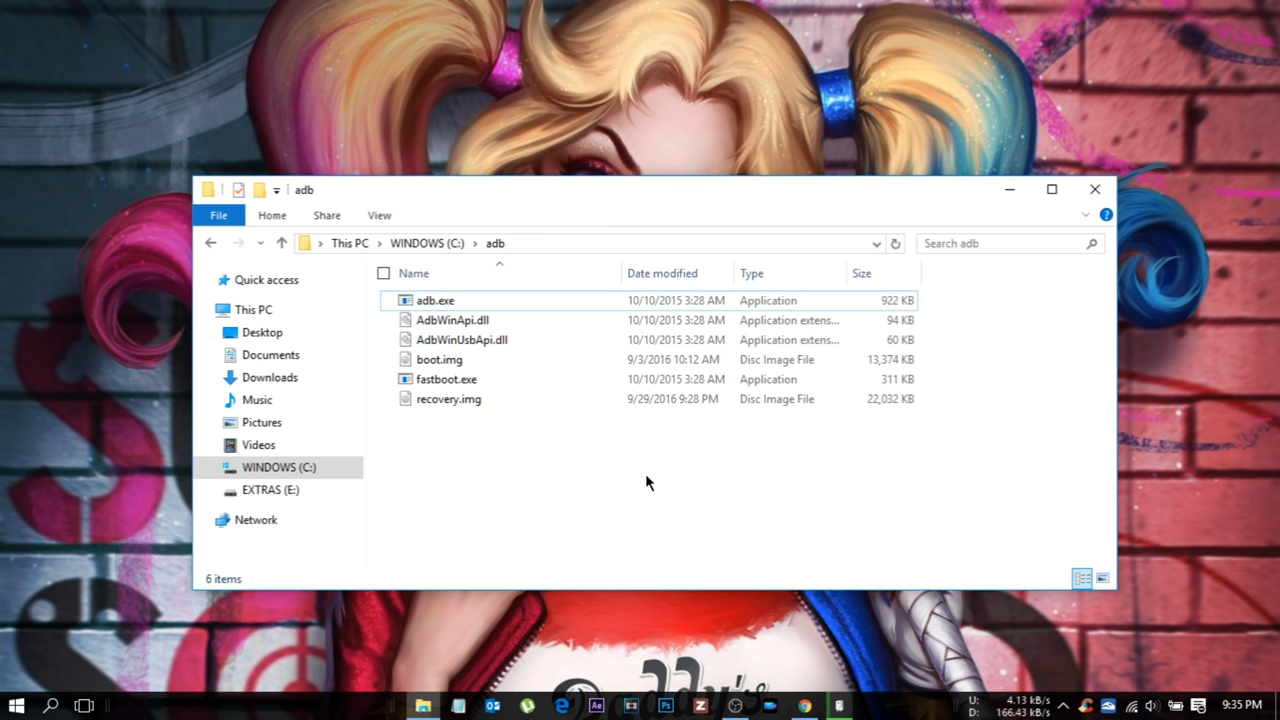 adb
File Home Share View
This PC WINDOWS (C:) adb Search adb
Name Date modified Type Size
Quick access
This PC
Desktop
Documents
Downloads
Music
Pictures
Videos
WINDOWS (C:)
EXTRAS (E:)
Network
adb.exe 10/10/2015 3:28 AM Application 922 KB
AdbWinApi.dll 10/10/2015 3:28 AM Application extens... 94 KB
AdbWinUsbApi.dll 10/10/2015 3:28 AM Application extens... 60 KB
boot.img 9/3/2016 10:12 AM Disc Image File 13,374 KB
fastboot.exe 10/10/2015 3:28 AM Application 311 KB
recovery.img 9/29/2016 9:28 PM Disc Image File 22,032 KB
6 items
Daddy's
U: 4.13 kB/s
D: 166.43 kB/s
9:35 PM